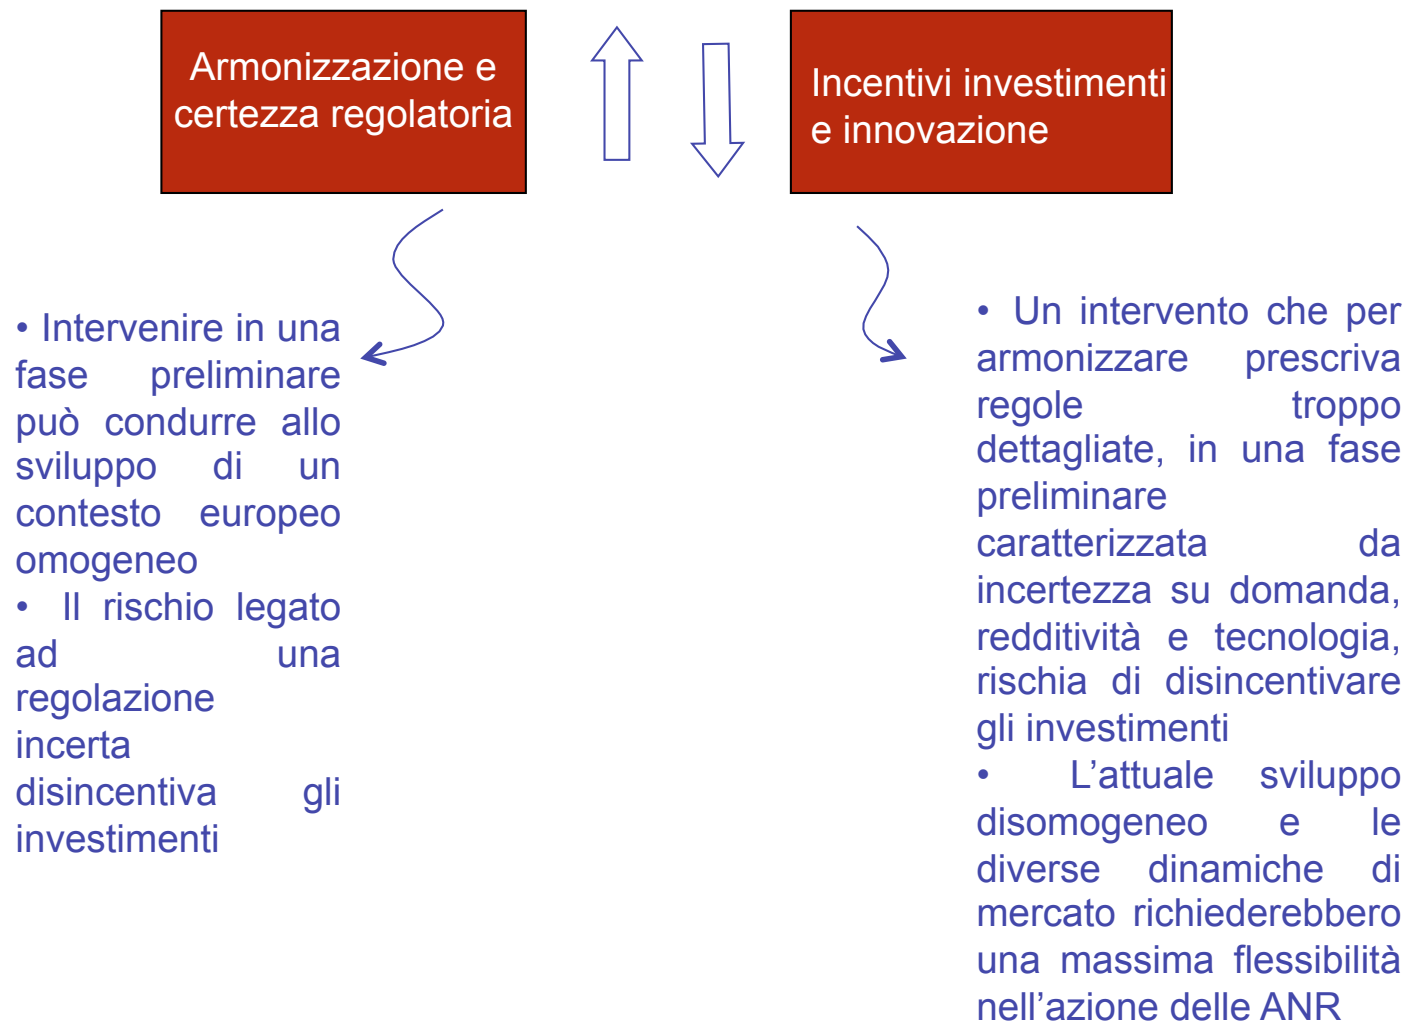 Armonizzazione e
certezza regolatoria
Incentivi investimenti
e innovazione
• Intervenire in una
fase preliminare
può condurre allo
sviluppo di un
contesto europeo
omogeneo
• Il rischio legato
ad una
regolazione
incerta
disincentiva gli
investimenti
• Un intervento che per
armonizzare prescriva
regole troppo
dettagliate, in una fase
preliminare
caratterizzata da
incertezza su domanda,
redditività e tecnologia,
rischia di disincentivare
gli investimenti
• L’attuale sviluppo
disomogeneo e le
diverse dinamiche di
mercato richiederebbero
una massima flessibilità
nell’azione delle ANR